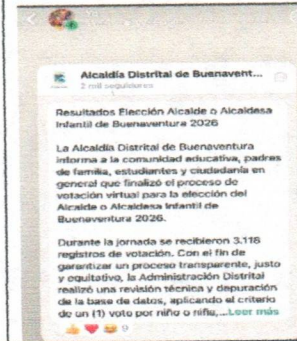 Alcaldía Distrital de Buenavent...
2 mil seguidores
Resultados Elección Alcalde o Alcaldesa
Infantil de Buenaventura 2026
La Alcaldía Distrital de Buenaventura
informa a la comunidad educativa, padres
de familia, estudiantes y ciudadanía en
general que finalizó el proceso de
votación virtual para la elección del
Alcalde o Alcaldesa Infantil de
Buenaventura 2026.
Durante la jornada se recibieron 3.118
registros de votación. Con el fin de
garantizar un proceso transparente, justo
y equitativo, la Administración Distrital
realizó una revisión técnica y depuración
de la base de datos, aplicando el criterio
de un (1) voto por niño o niña,...Leer más
9